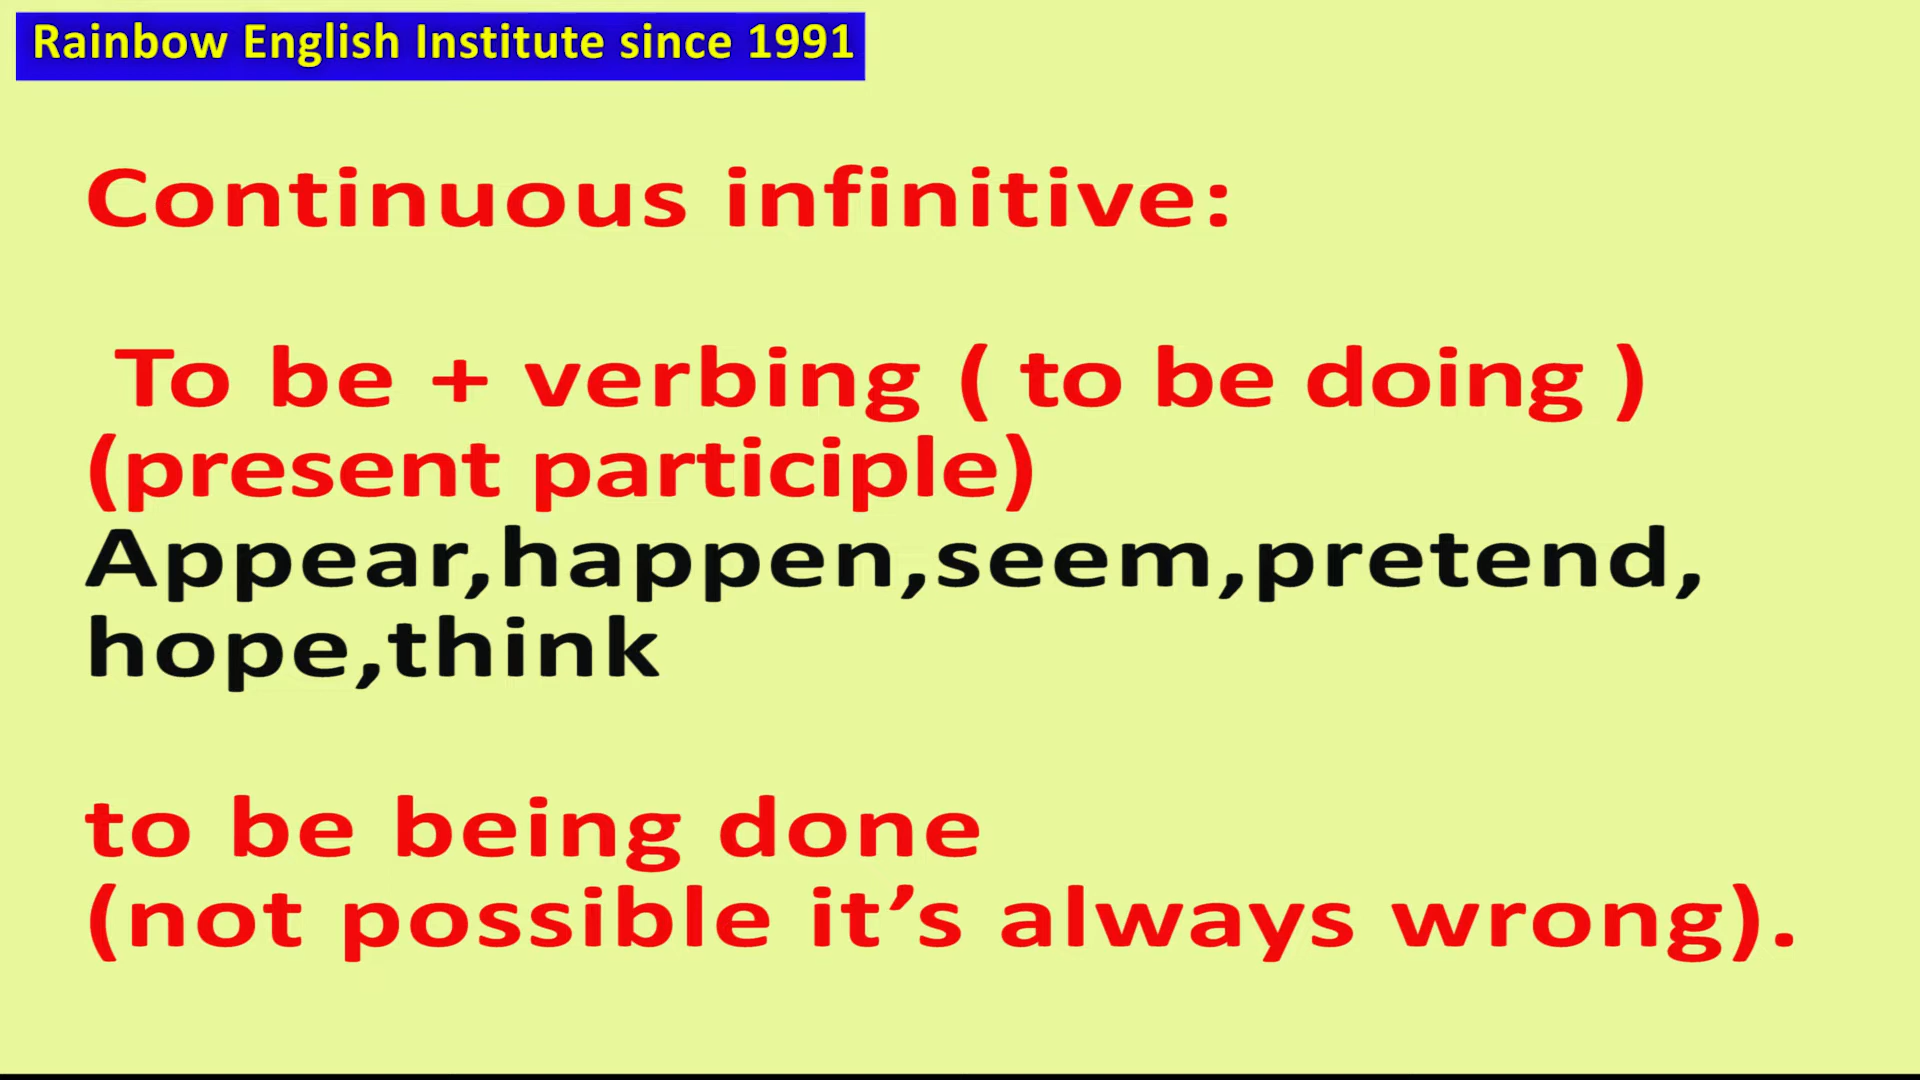 Rainbow English Institute since 1991
Continuous infinitive:
To be + verbing ( to be doing )
(present participle)
Appear,happen,seem,pretend,
hope,think
to be being done
(not possible it’s always wrong).